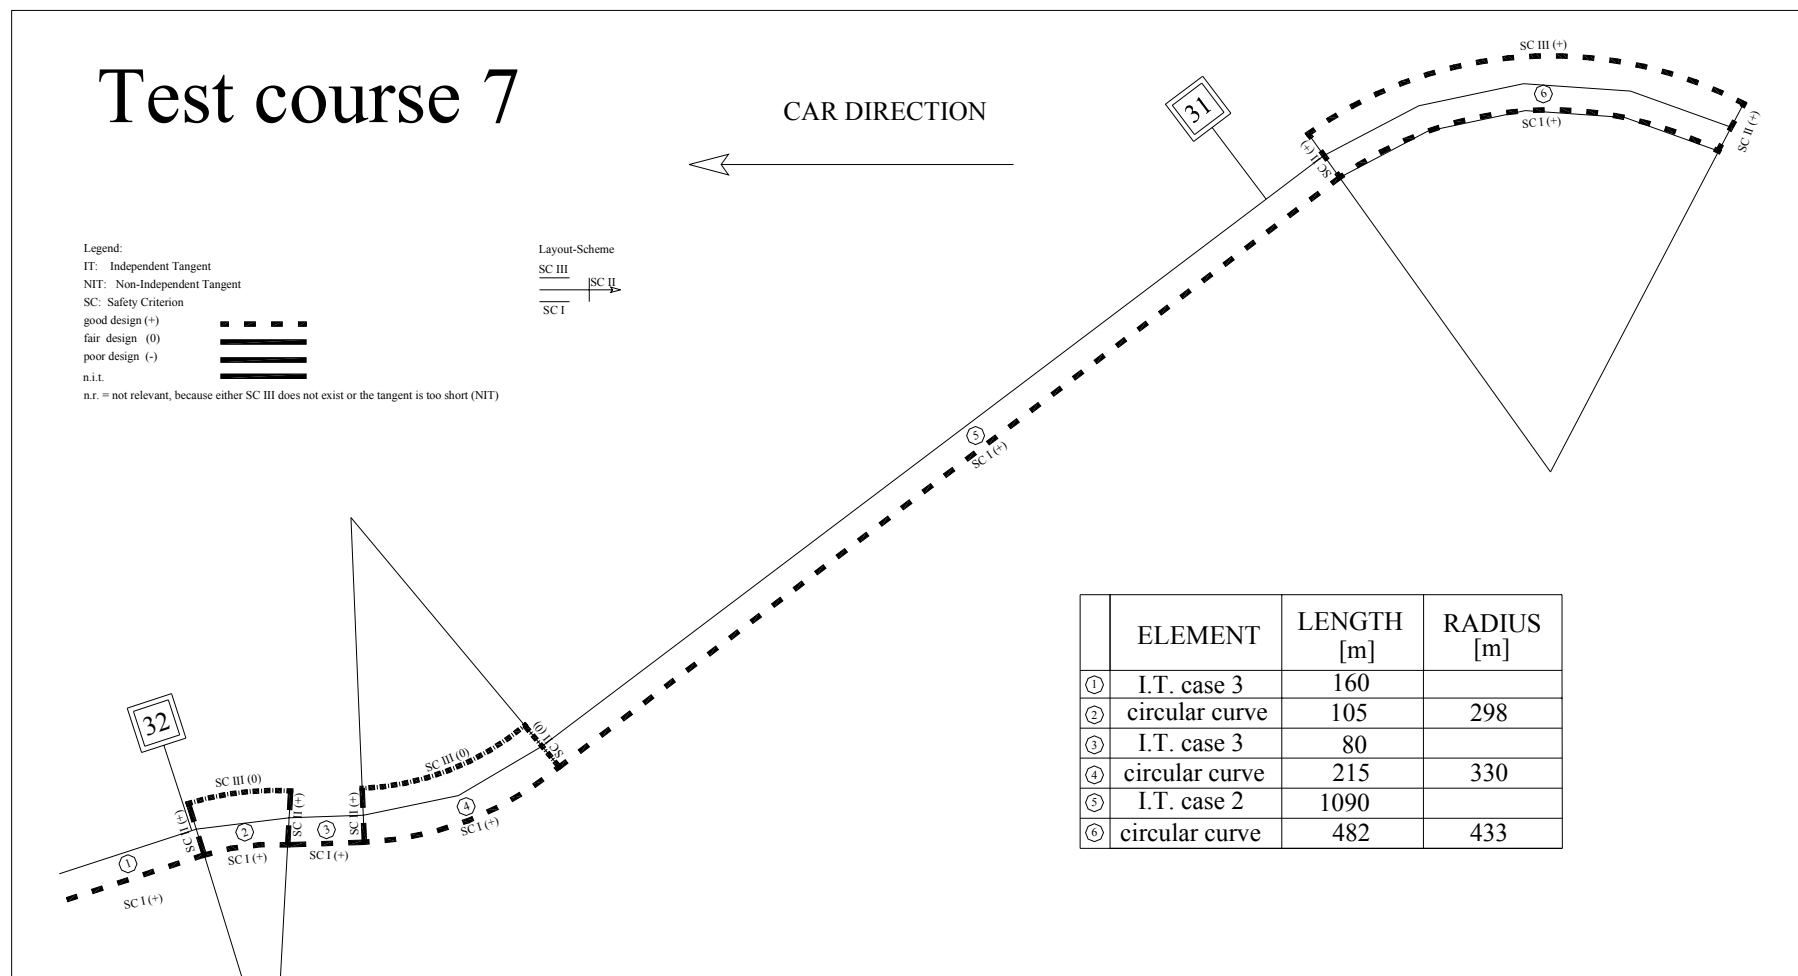 Test course 7
CAR DIRECTION
31
SC III (+)
6
SC I (+)
SC II (+)
SC II (+)
Legend:
IT: Independent Tangent
NIT: Non-Independent Tangent
SC: Safety Criterion
good design (+)
fair design (0)
poor design (-)
n.i.t.
n.r. = not relevant, because either SC III does not exist or the tangent is too short (NIT)
Layout-Scheme
SC III
SC II
SC I
5
SC I (+)
32
SC III (0)
SC II (+)
2
SC I (+)
SC II (+)
3
SC I (+)
SC II (+)
SC III (0)
4
SC I (+)
SC II (0)
1
SC I (+)
ELEMENT LENGTH [m] RADIUS [m]
1 I.T. case 3 160
2 circular curve 105 298
3 I.T. case 3 80
4 circular curve 215 330
5 I.T. case 2 1090
6 circular curve 482 433